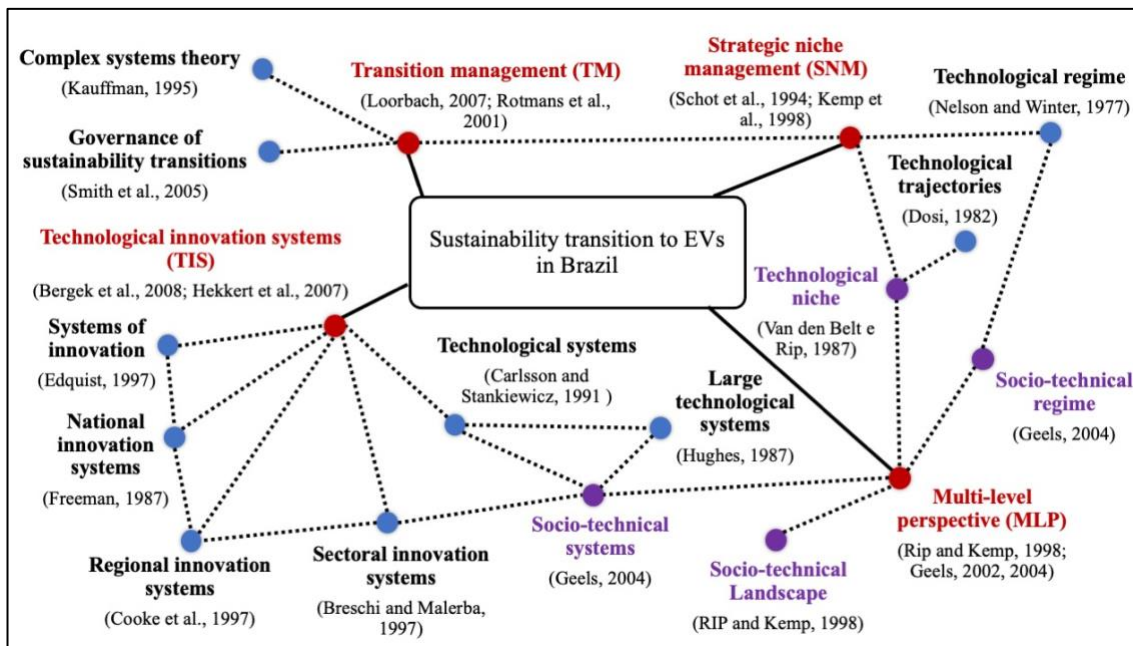 Complex systems theory
(Kauffman, 1995)
Governance of
sustainability transitions
(Smith et al., 2005)
Transition management (TM)
(Loorbach, 2007; Rotmans et al.,
2001)
Strategic niche
management (SNM)
(Schot et al., 1994; Kemp et
al., 1998)
Technological regime
(Nelson and Winter, 1977)
Technological
trajectories
(Dosi, 1982)
Technological innovation systems
(TIS)
(Bergek et al., 2008; Hekkert et al., 2007)
Sustainability transition to EVs
in Brazil
Technological
niche
(Van den Belt e
Rip, 1987)
Systems of
innovation
(Edquist, 1997)
Technological systems
(Carlsson and
Stankiewicz, 1991 )
Large
technological
systems
(Hughes, 1987)
Socio-technical
regime
(Geels, 2004)
National
innovation
systems
(Freeman, 1987)
Regional innovation
systems
(Cooke et al., 1997)
Sectoral innovation
systems
(Breschi and Malerba,
1997)
Socio-technical
systems
(Geels, 2004)
Socio-technical
Landscape
(RIP and Kemp, 1998)
Multi-level
perspective (MLP)
(Rip and Kemp, 1998;
Geels, 2002, 2004)